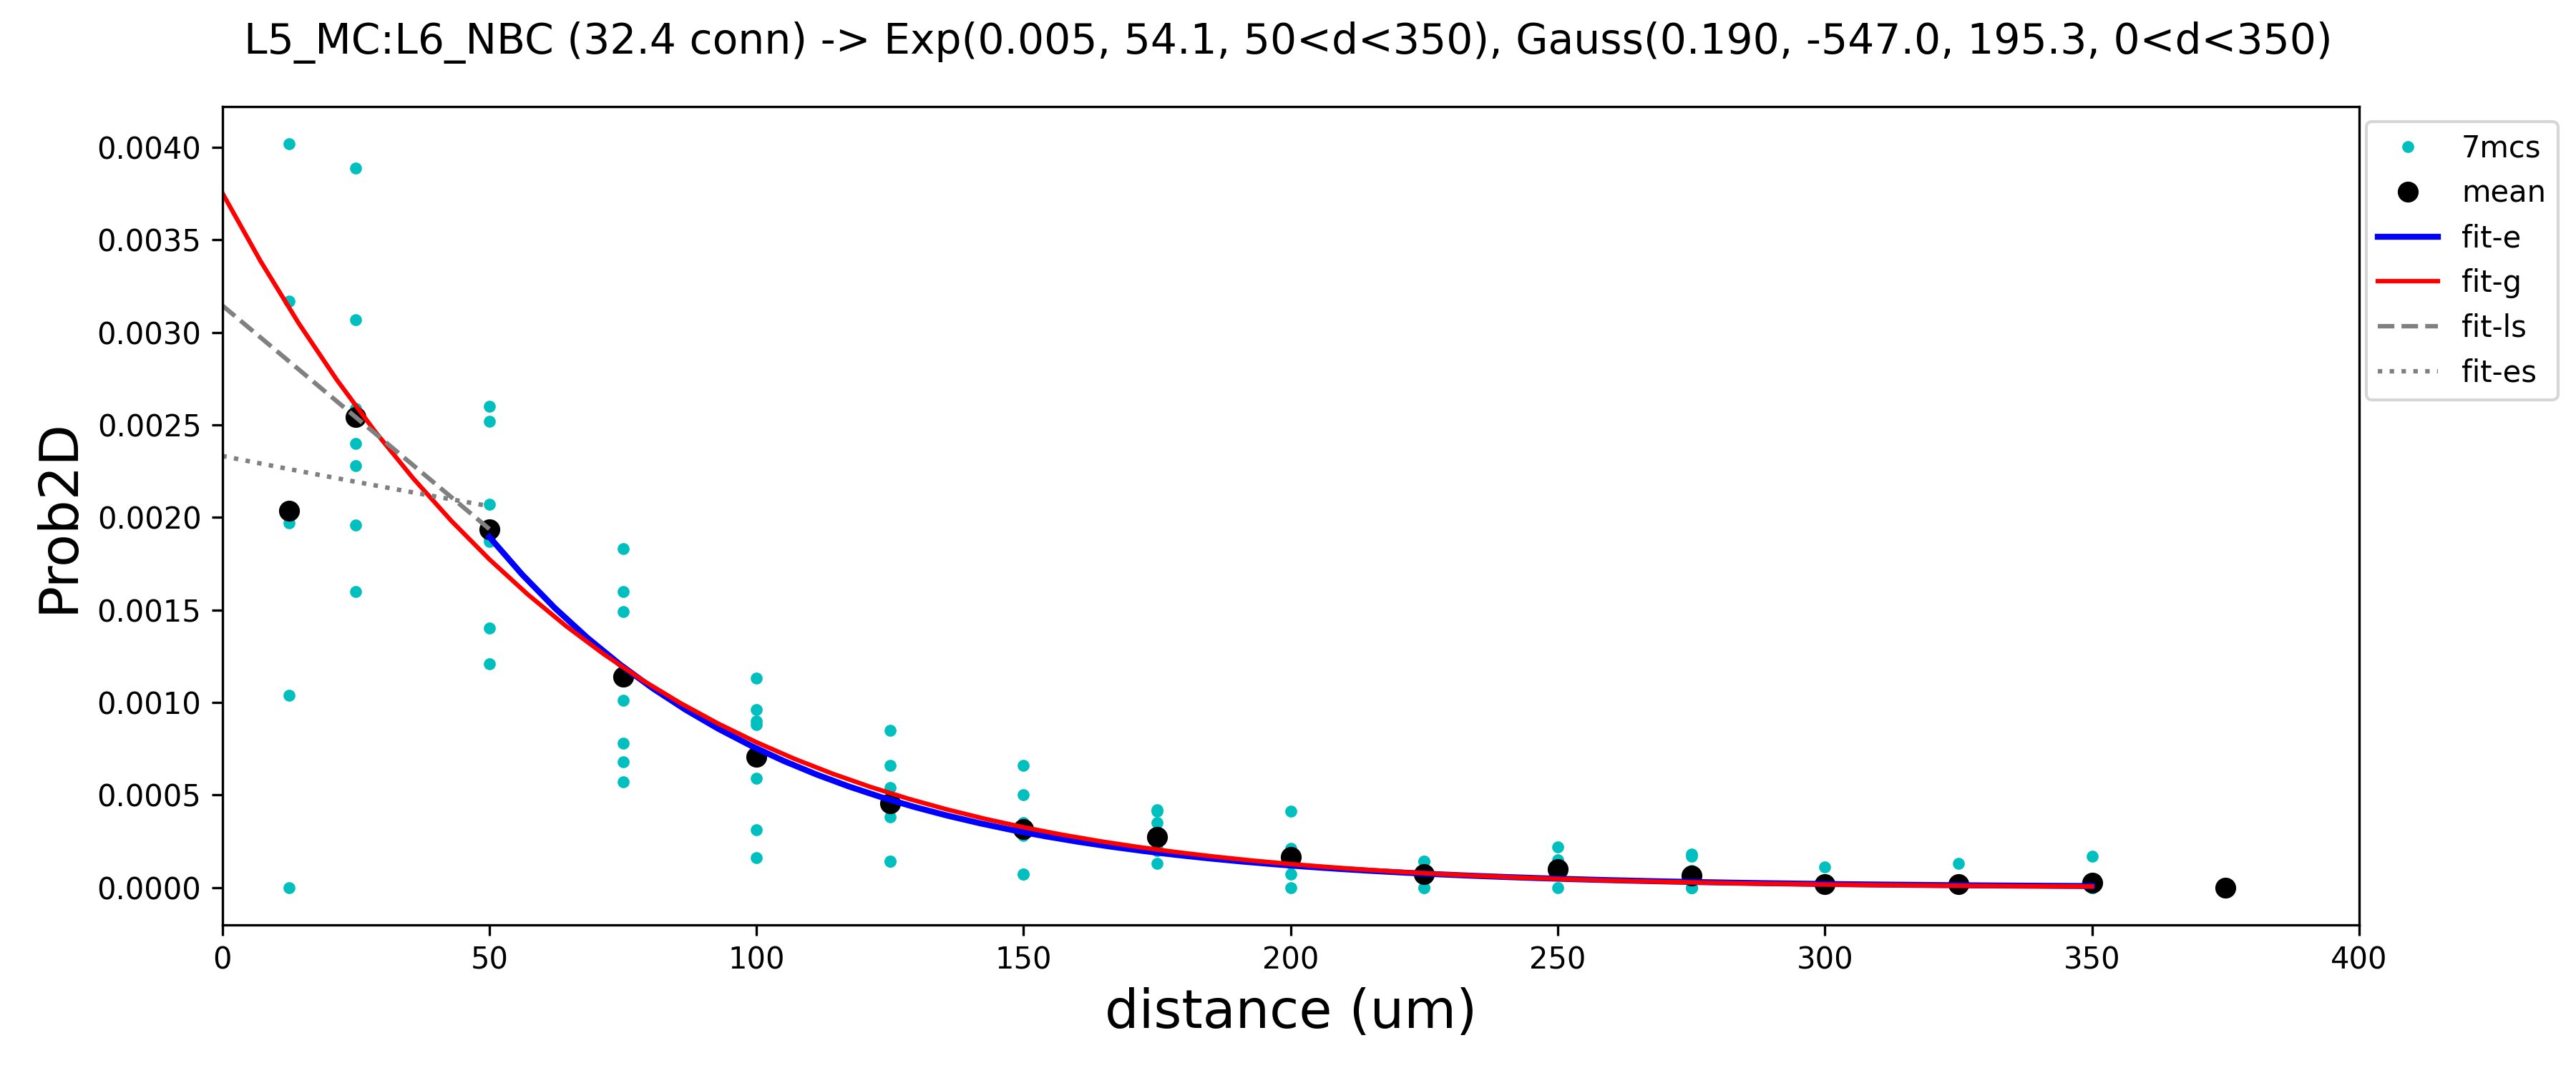 L5_MC:L6_NBC (32.4 conn) -> Exp(0.005, 54.1, 50<d<350), Gauss(0.190, -547.0, 195.3, 0<d<350)
0.0040
0.0035
0.0030
0.0025
0.0020
0.0015
0.0010
0.0005
0.0000
Prob2D
0 50 100 150 200 250 300 350 400
distance (um)
7mcs
mean
fit-e
fit-g
fit-ls
fit-es